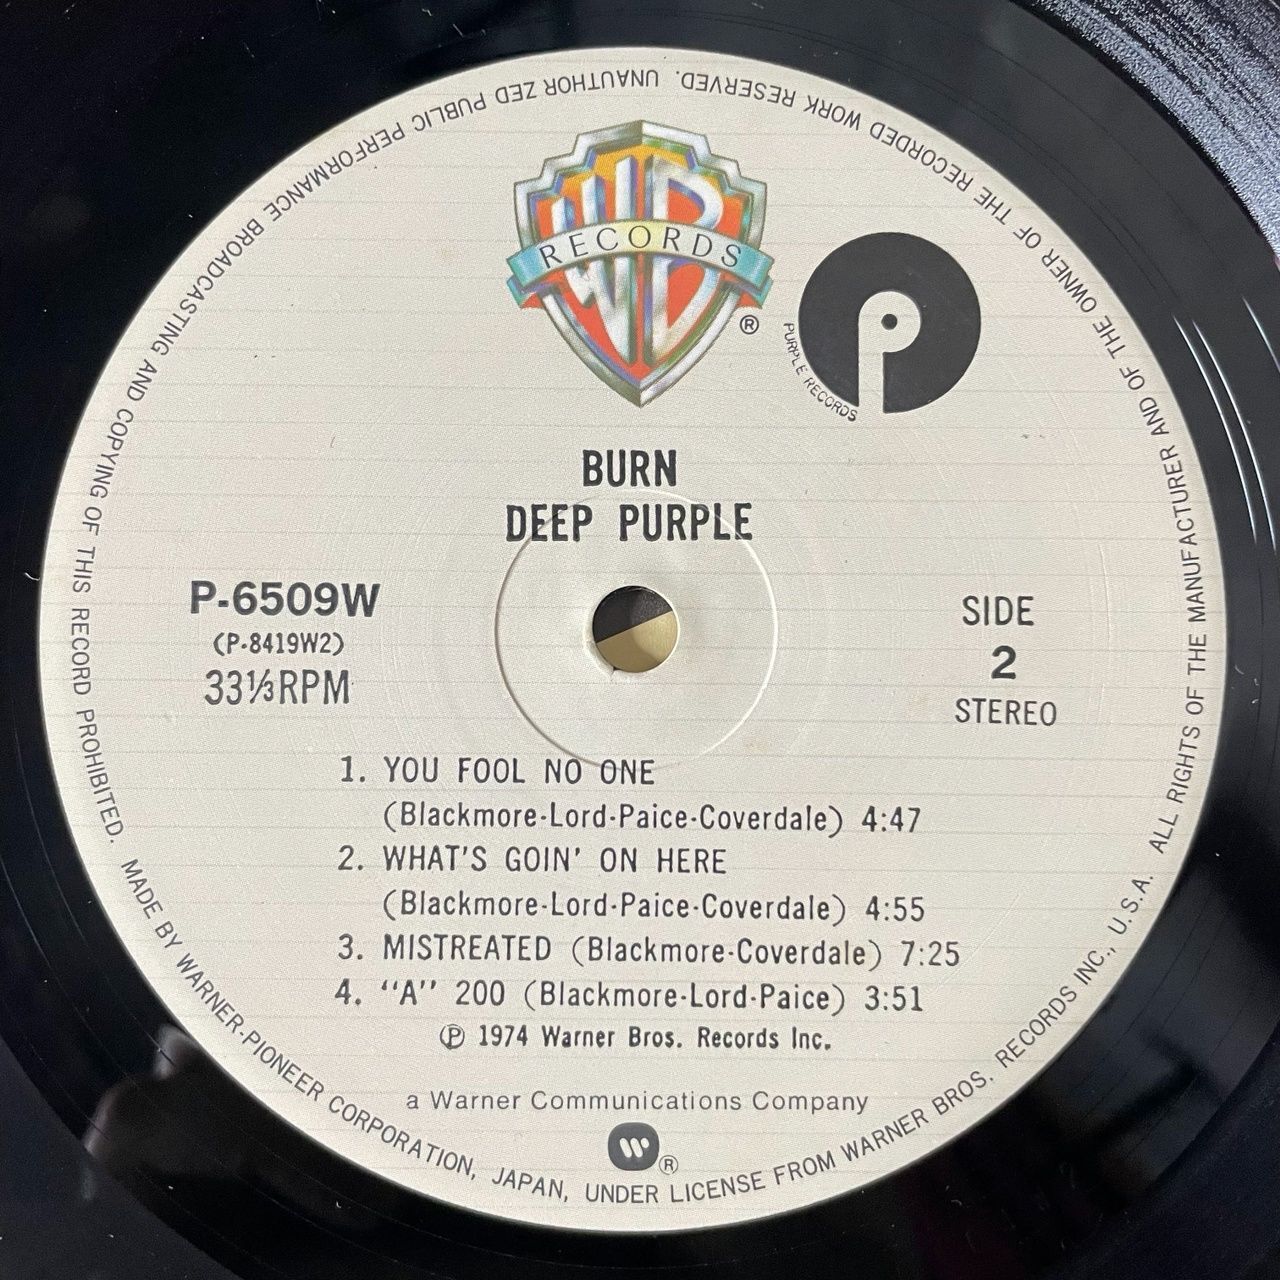 WB
RECORDS
®
PURPLE RECORDS
BURN
DEEP PURPLE
P-6509W
(P-8419W2)
33⅓RPM
SIDE
2
STEREO
1. YOU FOOL NO ONE
(Blackmore-Lord-Paice-Coverdale) 4:47
2. WHAT'S GOIN' ON HERE
(Blackmore-Lord-Paice-Coverdale) 4:55
3. MISTREATED (Blackmore-Coverdale) 7:25
4. “A” 200 (Blackmore-Lord-Paice) 3:51
Ⓟ 1974 Warner Bros. Records Inc.
a Warner Communications Company
®
MADE BY WARNER-PIONEER CORPORATION, JAPAN, UNDER LICENSE FROM WARNER BROS. RECORDS INC., U.S.A. ALL RIGHTS OF THE MANUFACTURER AND OF THE OWNER OF THE RECORDED WORK RESERVED. UNAUTHOR ZED PUBLIC PERFORMANCE BROADCASTING AND COPYING OF THIS RECORD PROHIBITED.